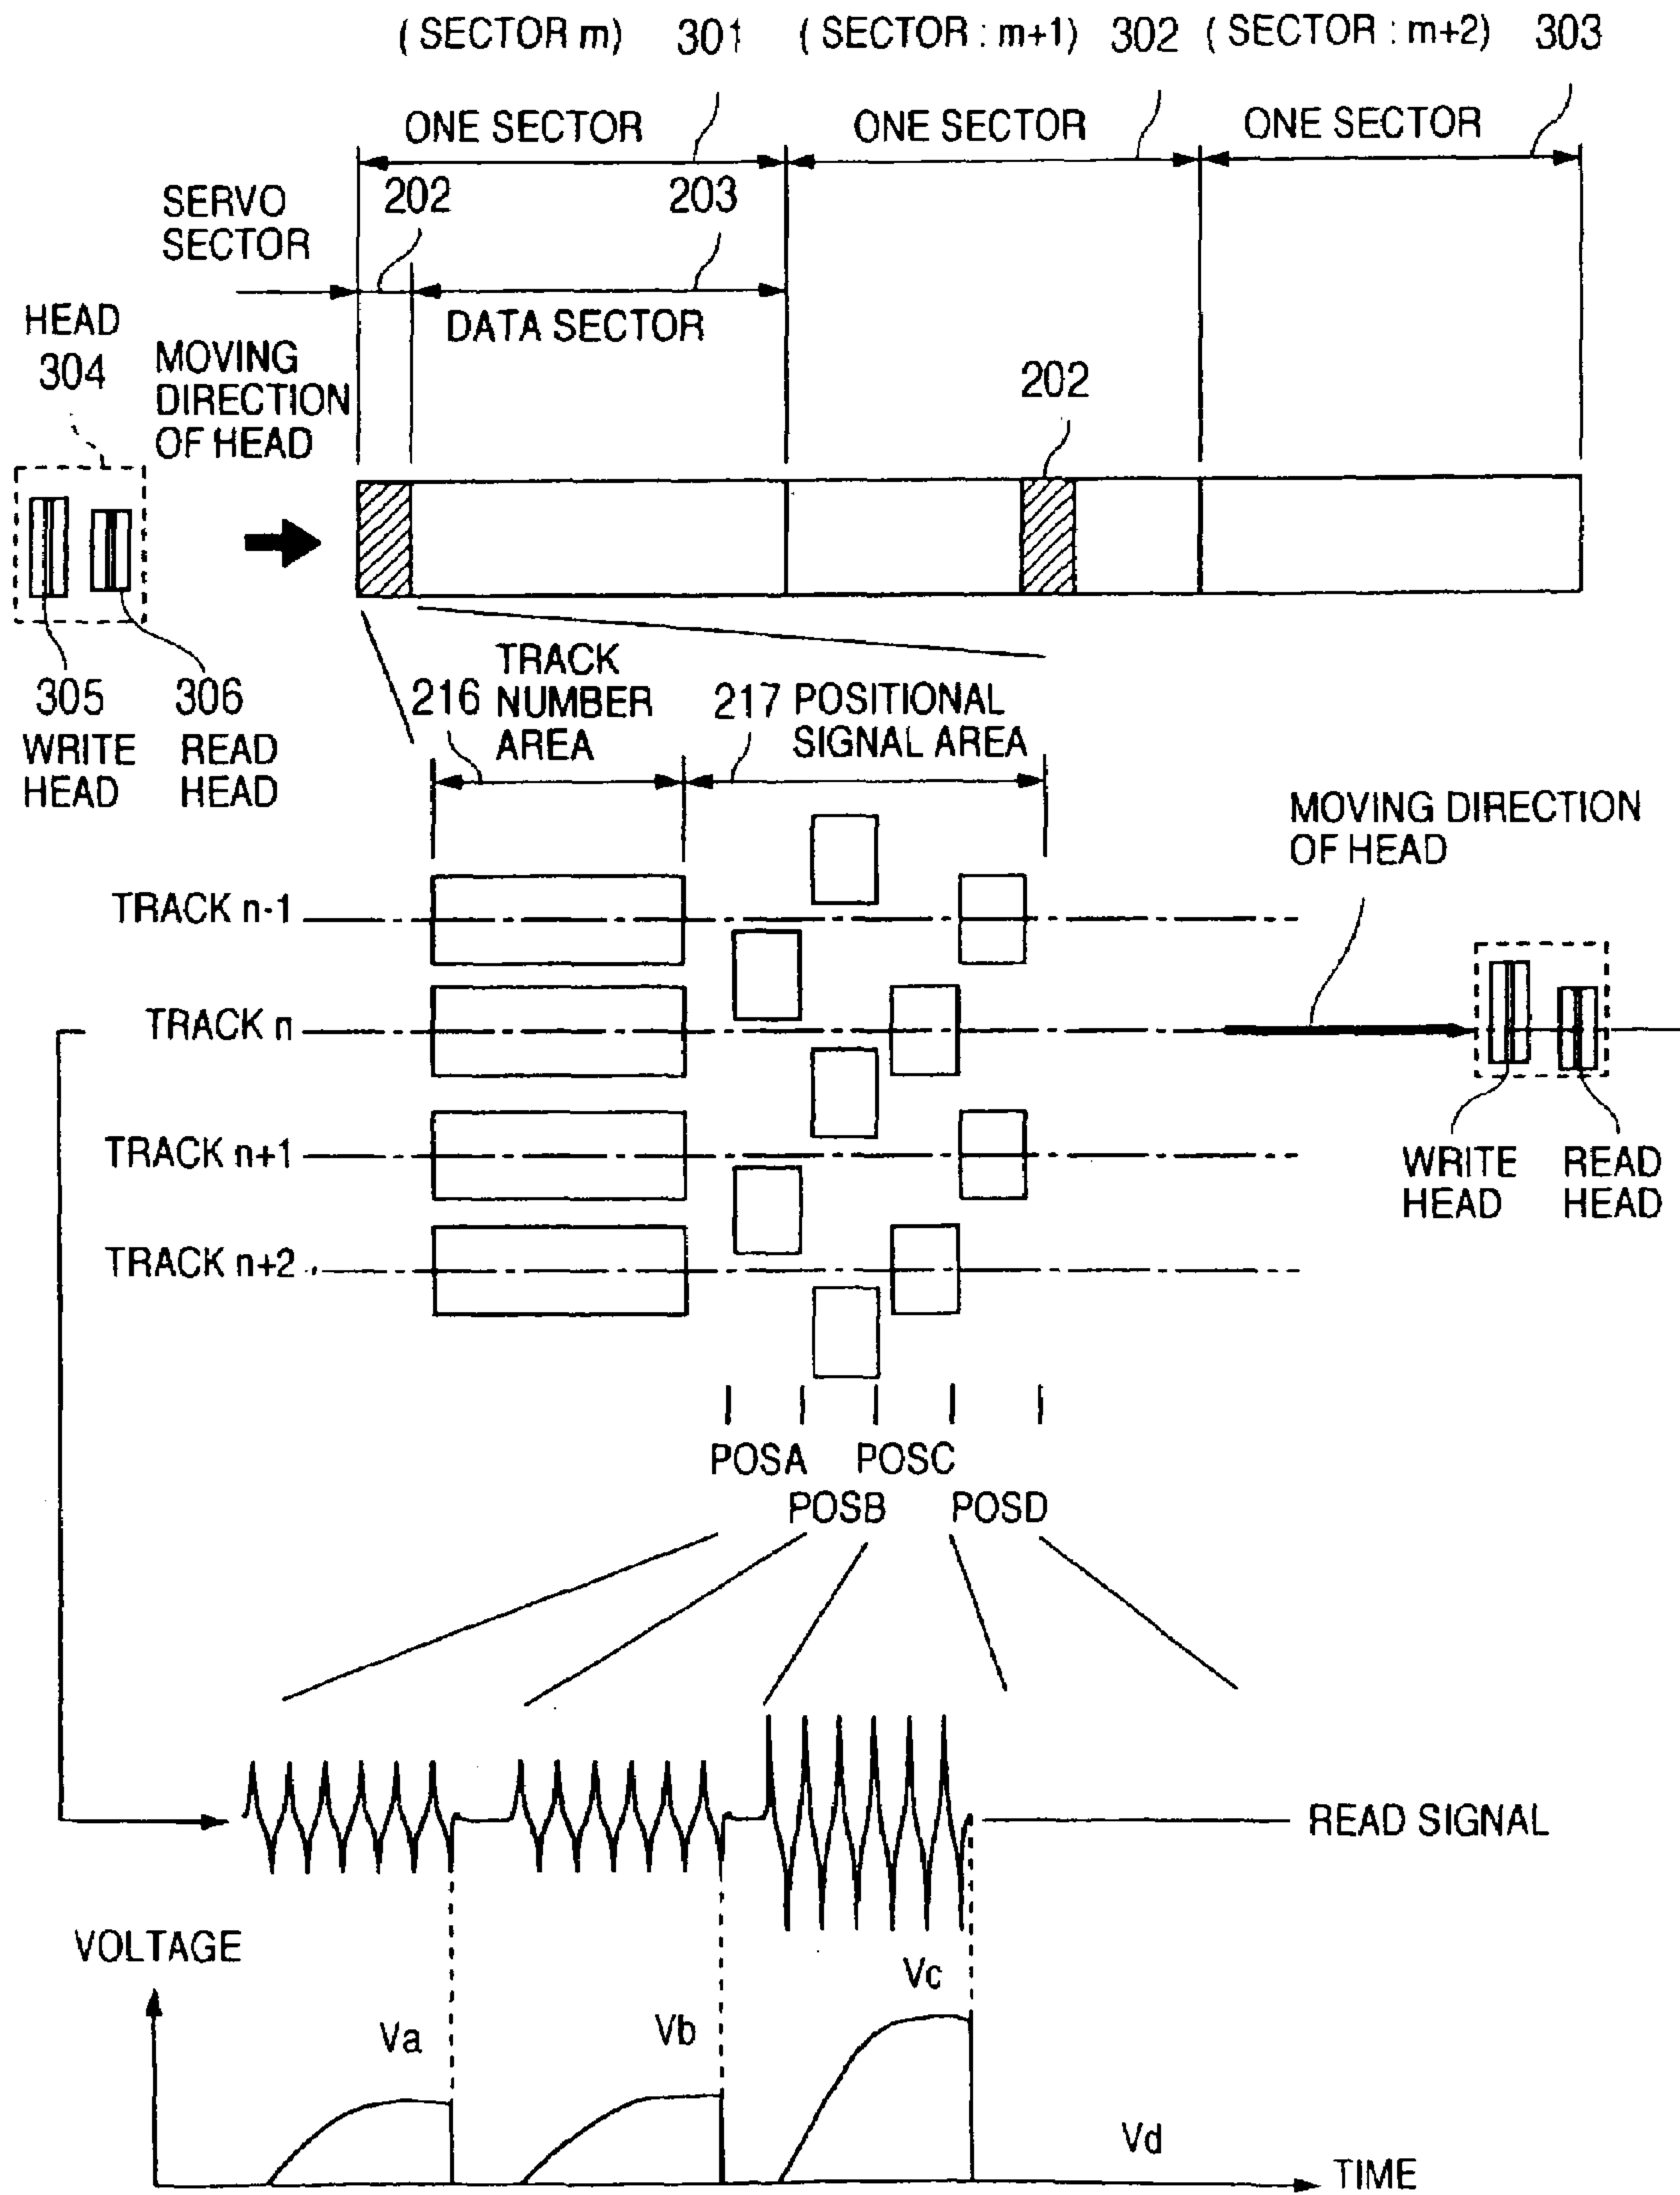 ( SECTOR m) 301 ( SECTOR : m+1) 302 ( SECTOR : m+2) 303
ONE SECTOR ONE SECTOR ONE SECTOR
SERVO
SECTOR
202 203
DATA SECTOR
HEAD
304
MOVING
DIRECTION
OF HEAD
202
305
WRITE
HEAD
306
READ
HEAD
216 TRACK
NUMBER
AREA
217 POSITIONAL
SIGNAL AREA
MOVING DIRECTION
OF HEAD
TRACK n-1
TRACK n
TRACK n+1
TRACK n+2
WRITE
HEAD
READ
HEAD
POSA POSC
POSB POSD
READ SIGNAL
VOLTAGE
Va Vb Vc Vd
TIME